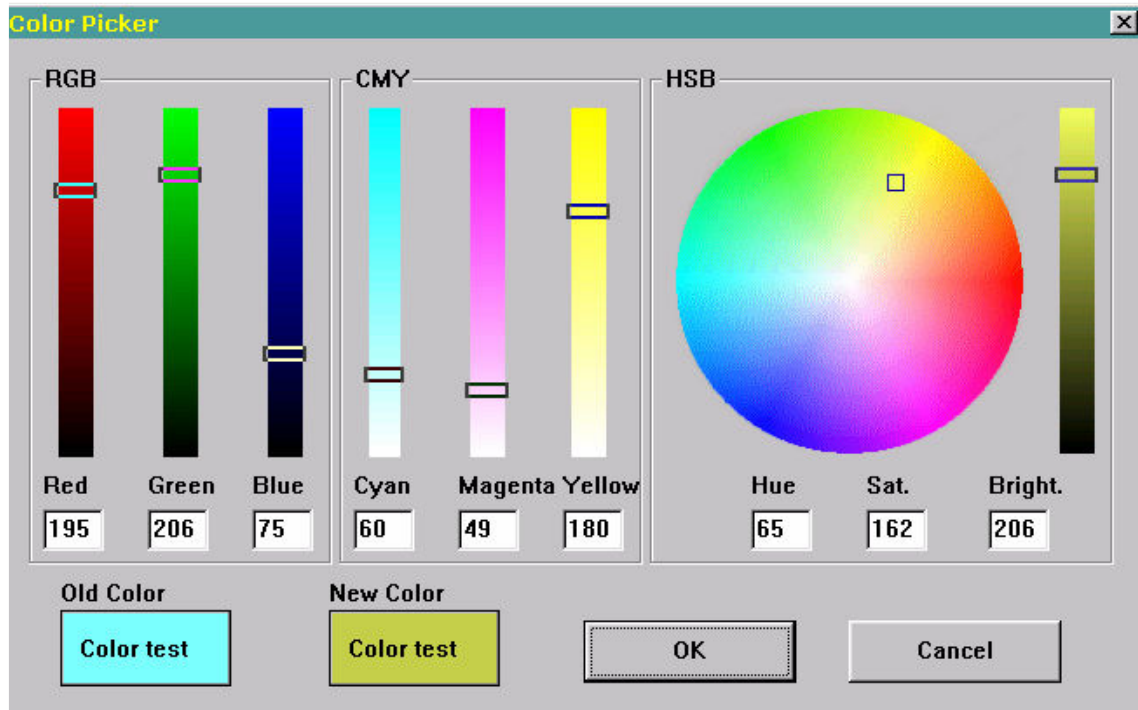 Color Picker
RGB
CMY
HSB
Red Green Blue Cyan Magenta Yellow Hue Sat. Bright.
195 206 75 60 49 180 65 162 206
Old Color New Color
Color test Color test OK Cancel